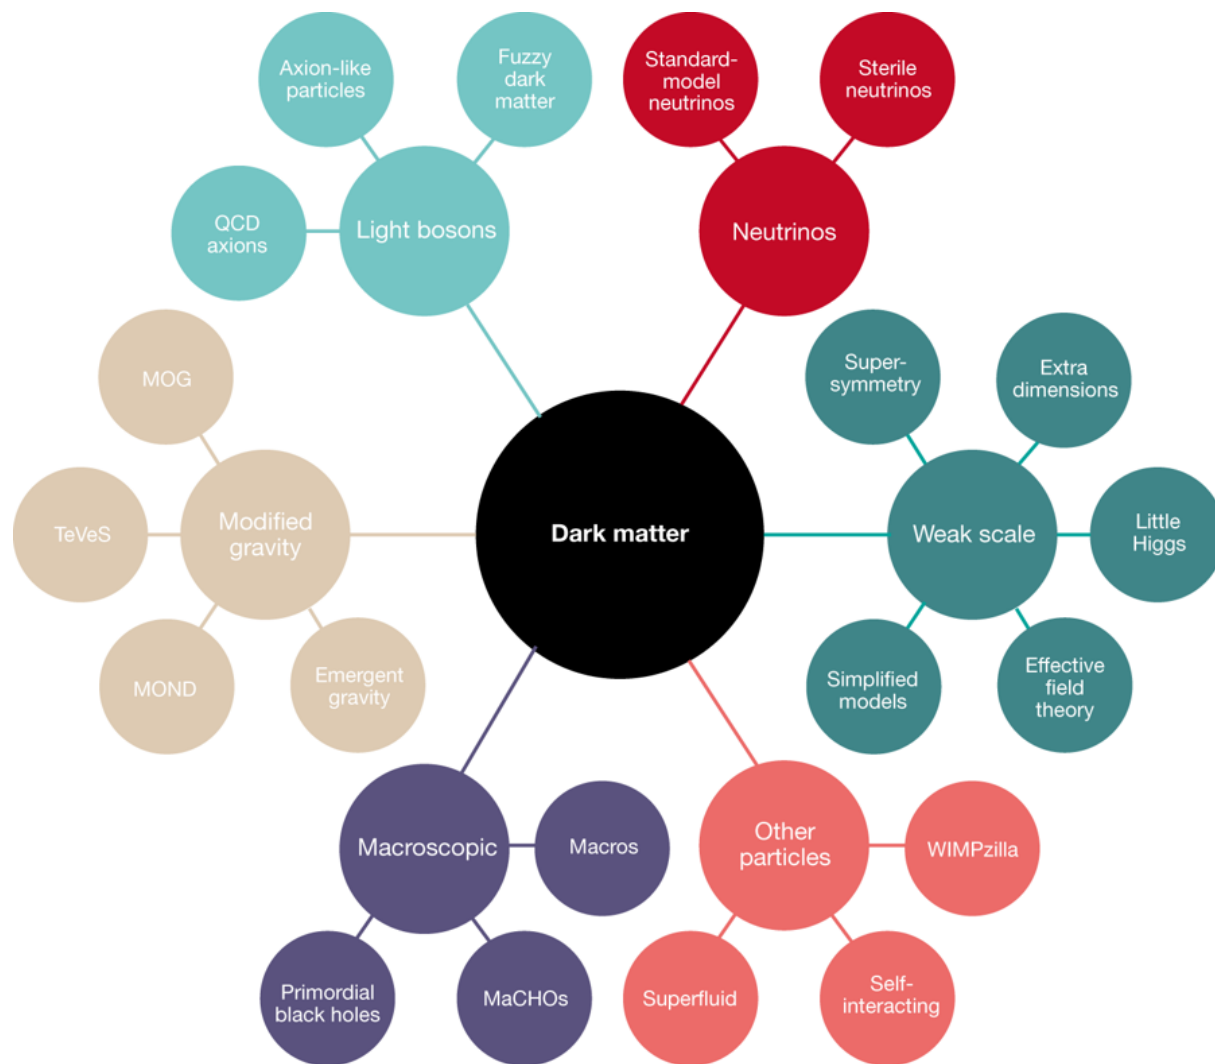 Axion-like
particles
Fuzzy
dark
matter
Standard-
model
neutrinos
Sterile
neutrinos
QCD
axions
Light bosons
Neutrinos
MOG
Super-
symmetry
Extra
dimensions
TeVeS
Modified
gravity
Dark matter
Weak scale
Little
Higgs
MOND
Emergent
gravity
Simplified
models
Effective
field
theory
Macroscopic
Macros
Other
particles
WIMPzilla
Primordial
black holes
MaCHOs
Superfluid
Self-
interacting